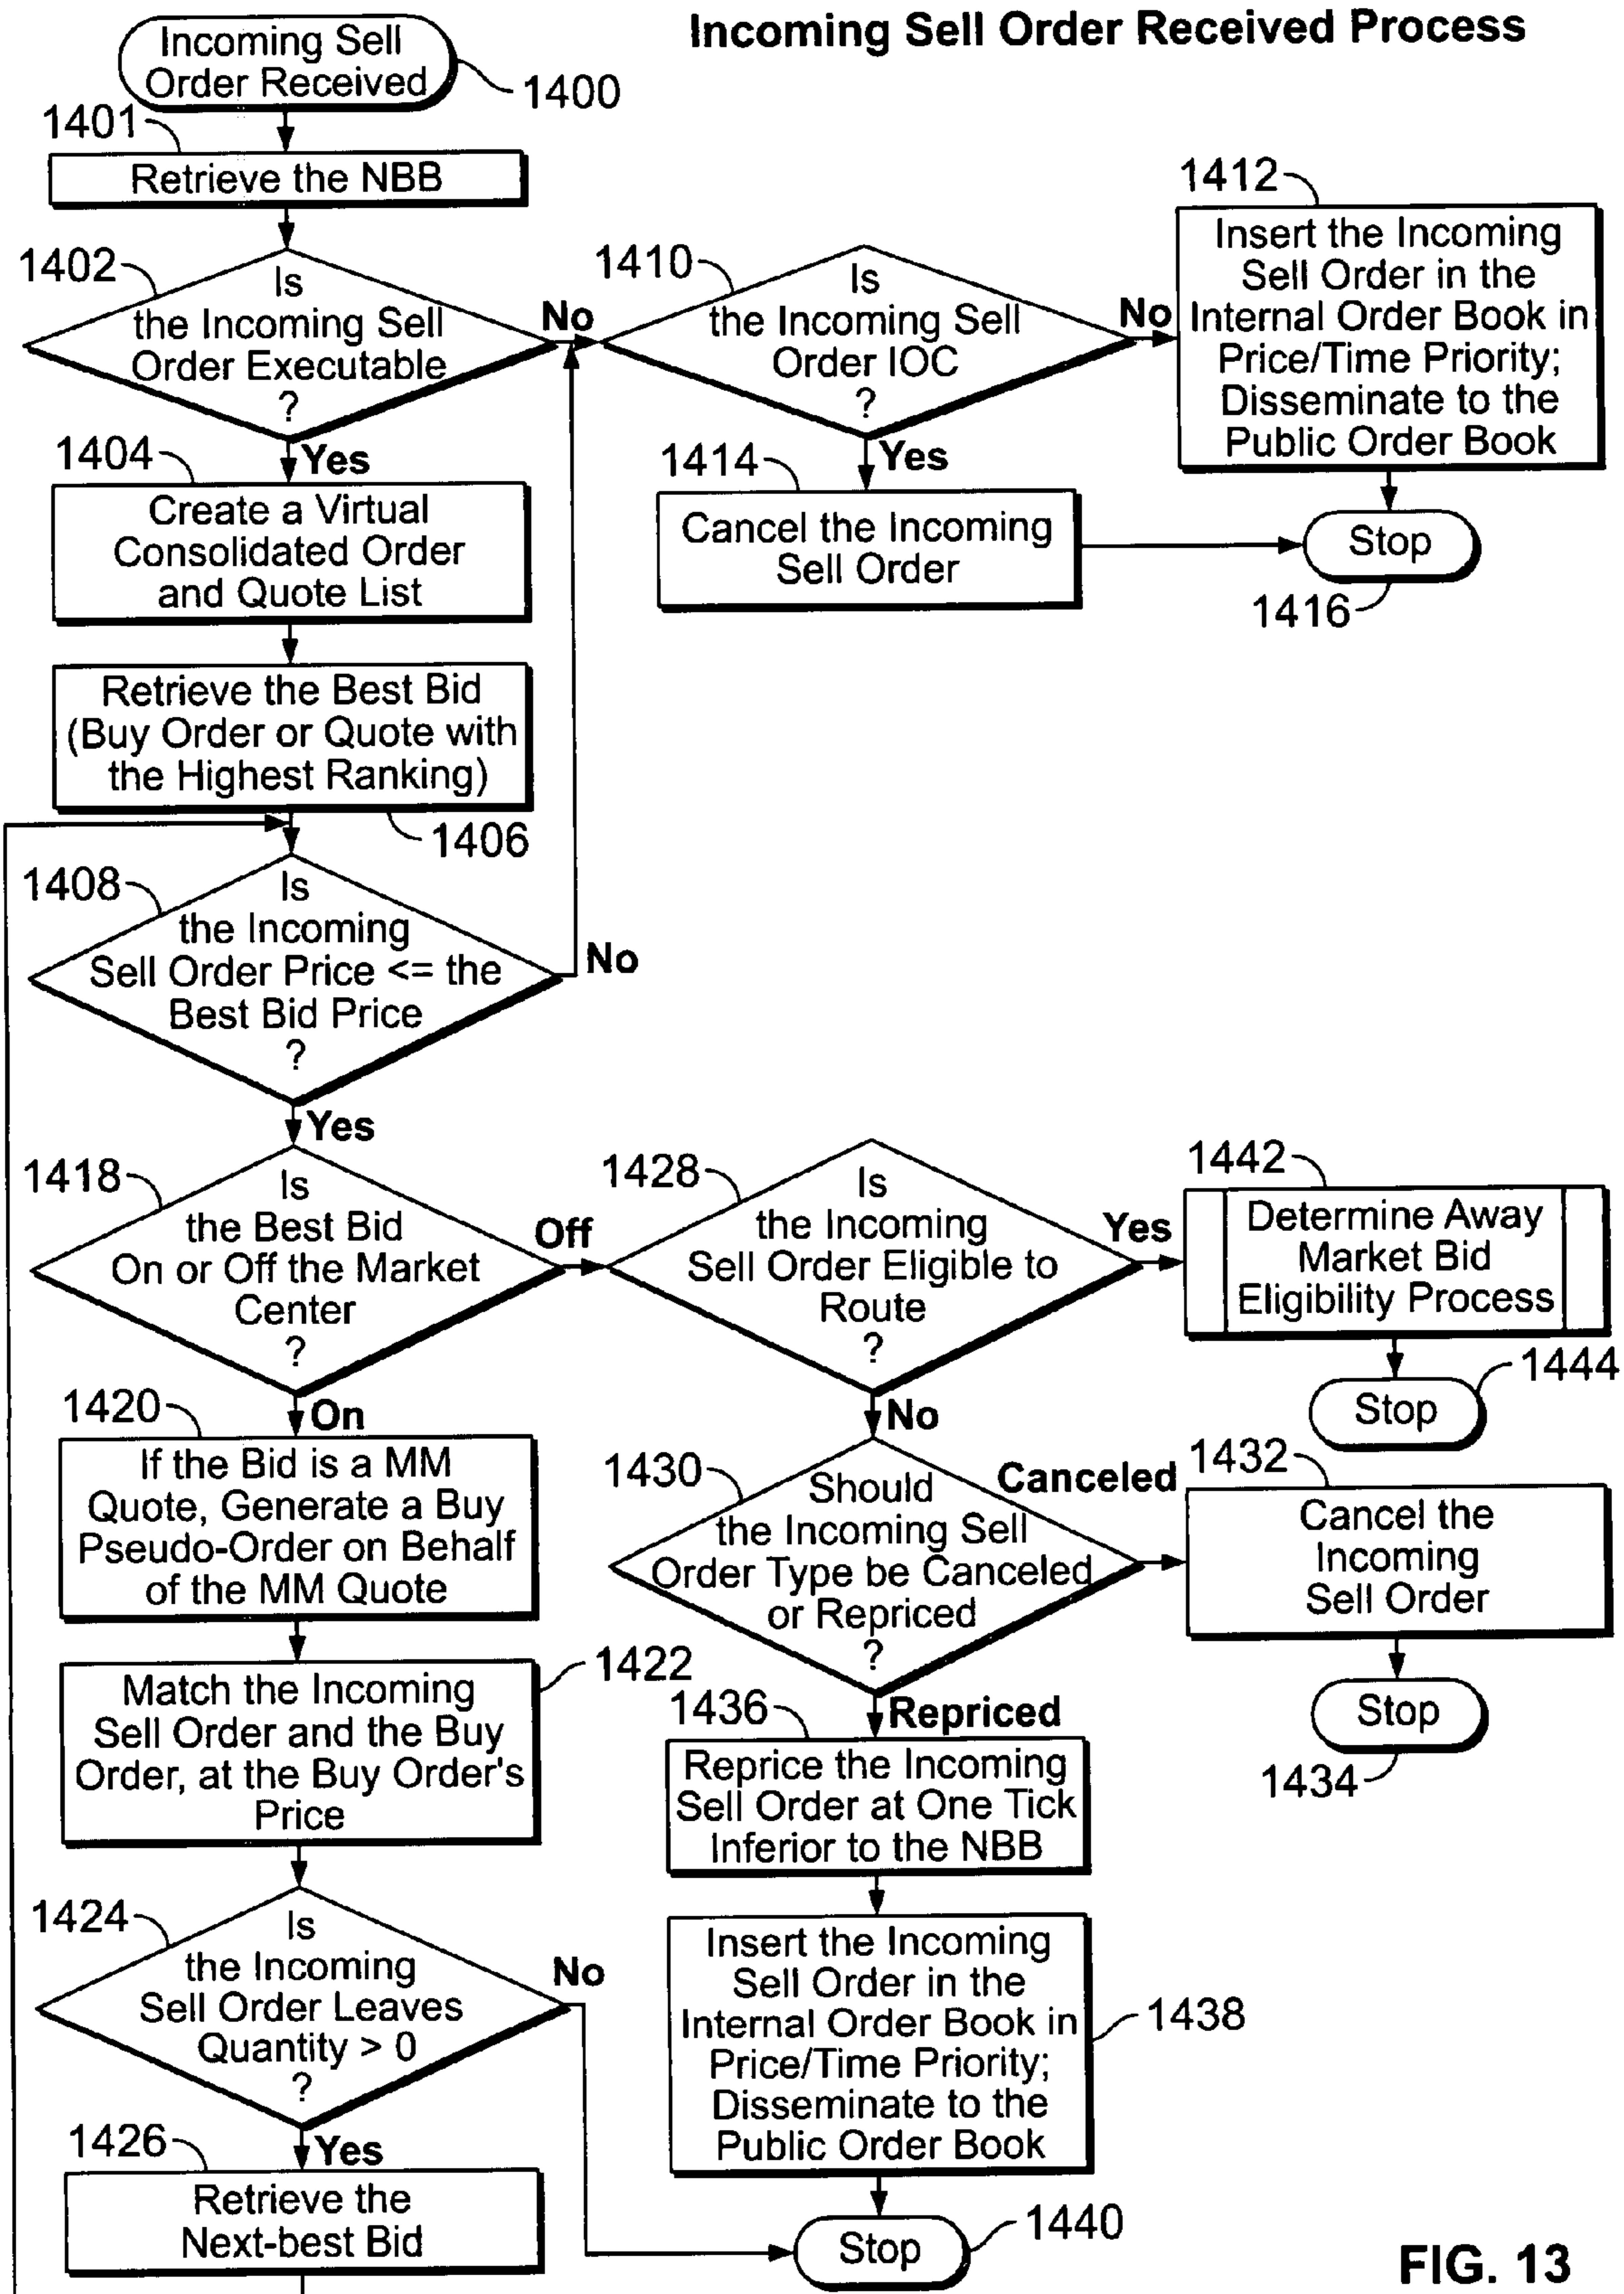 Incoming Sell Order Received Process
Incoming Sell
Order Received
1400
1401
Retrieve the NBB
1402
Is
the Incoming Sell
Order Executable
?
No
Yes
1410
Is
the Incoming Sell
Order IOC
?
No
Yes
1412
Insert the Incoming
Sell Order in the
Internal Order Book in
Price/Time Priority;
Disseminate to the
Public Order Book
1414
Cancel the Incoming
Sell Order
Stop
1416
1404
Create a Virtual
Consolidated Order
and Quote List
Retrieve the Best Bid
(Buy Order or Quote with
the Highest Ranking)
1406
1408
Is
the Incoming
Sell Order Price <= the
Best Bid Price
?
No
Yes
1418
Is
the Best Bid
On or Off the Market
Center
?
Off
On
1428
Is
the Incoming
Sell Order Eligible to
Route
?
Yes
No
1442
Determine Away
Market Bid
Eligibility Process
1444
Stop
1420
If the Bid is a MM
Quote, Generate a Buy
Pseudo-Order on Behalf
of the MM Quote
1430
Should
the Incoming Sell
Order Type be Canceled
or Repriced
?
Canceled
Repriced
1432
Cancel the
Incoming
Sell Order
Stop
1434
1422
Match the Incoming
Sell Order and the Buy
Order, at the Buy Order's
Price
1436
Reprice the Incoming
Sell Order at One Tick
Inferior to the NBB
1424
Is
the Incoming
Sell Order Leaves
Quantity > 0
?
No
Yes
Insert the Incoming
Sell Order in the
Internal Order Book in
Price/Time Priority;
Disseminate to the
Public Order Book
1438
1426
Retrieve the
Next-best Bid
Stop
1440
FIG. 13